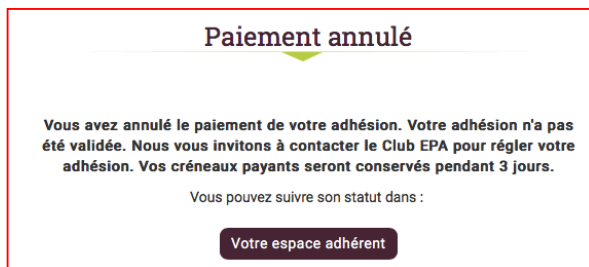 Paiement annulé
Vous avez annulé le paiement de votre adhésion. Votre adhésion n'a pas
été validée. Nous vous invitons à contacter le Club EPA pour régler votre
adhésion. Vos créneaux payants seront conservés pendant 3 jours.
Vous pouvez suivre son statut dans :
Votre espace adhérent